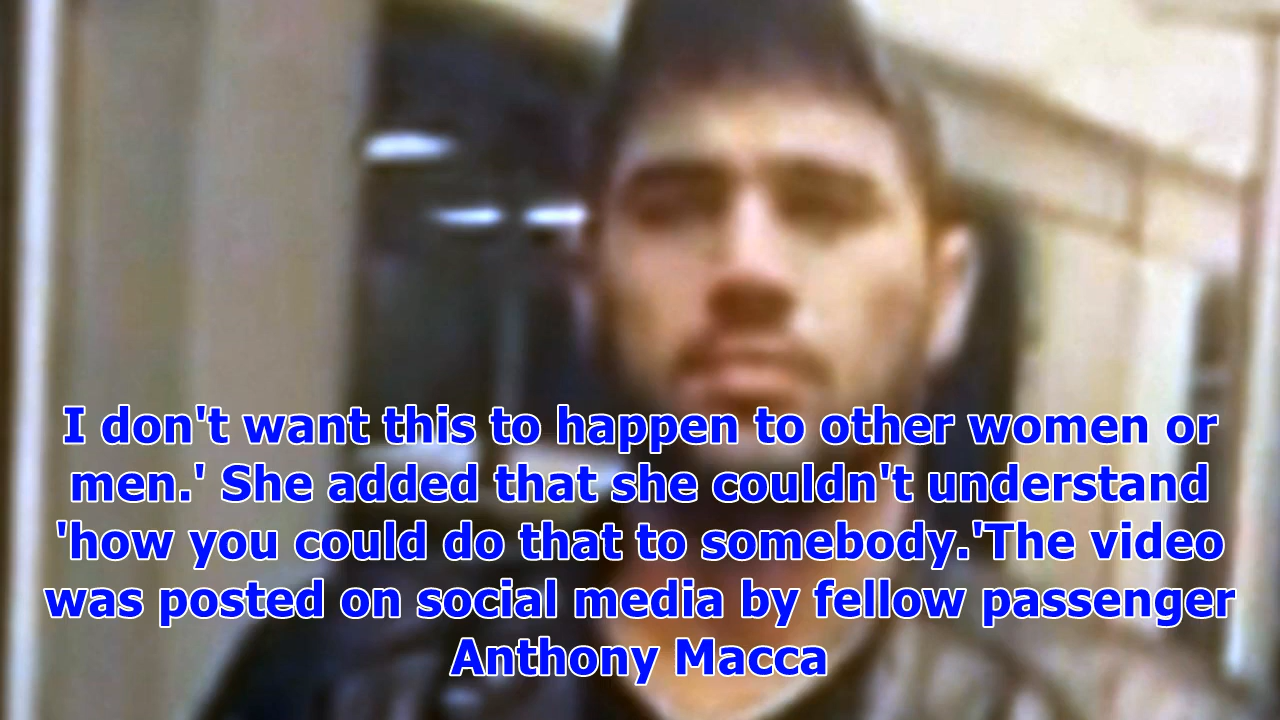 I don't want this to happen to other women or
men.' She added that she couldn't understand
'how you could do that to somebody.'The video
was posted on social media by fellow passenger
Anthony Macca